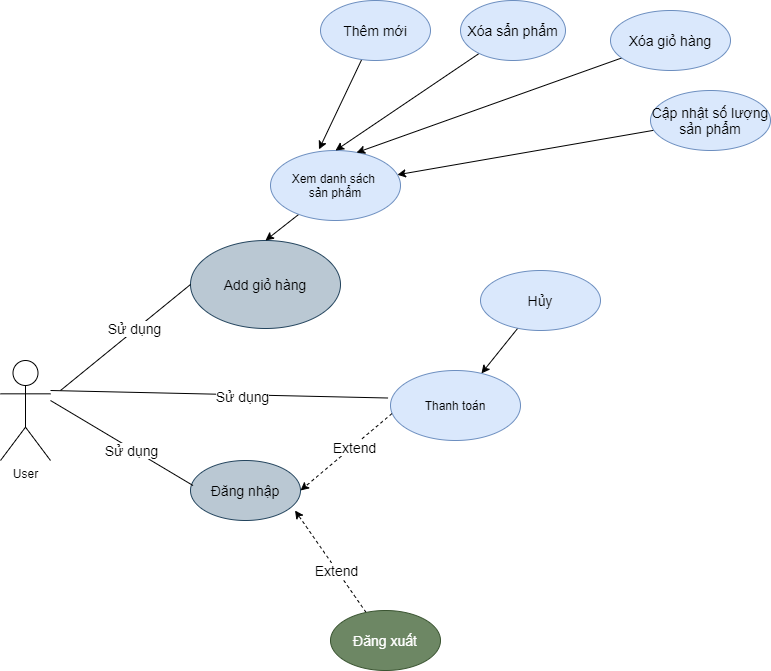 Thêm mới
Xóa sẩn phẩm
Xóa giỏ hàng
Cập nhật số lượng
sản phẩm
Xem danh sách
sản phẩm
Add giỏ hàng
Hủy
Sử dụng
Sử dụng
Thanh toán
Sử dụng
Extend
User
Đăng nhập
Extend
Đăng xuất